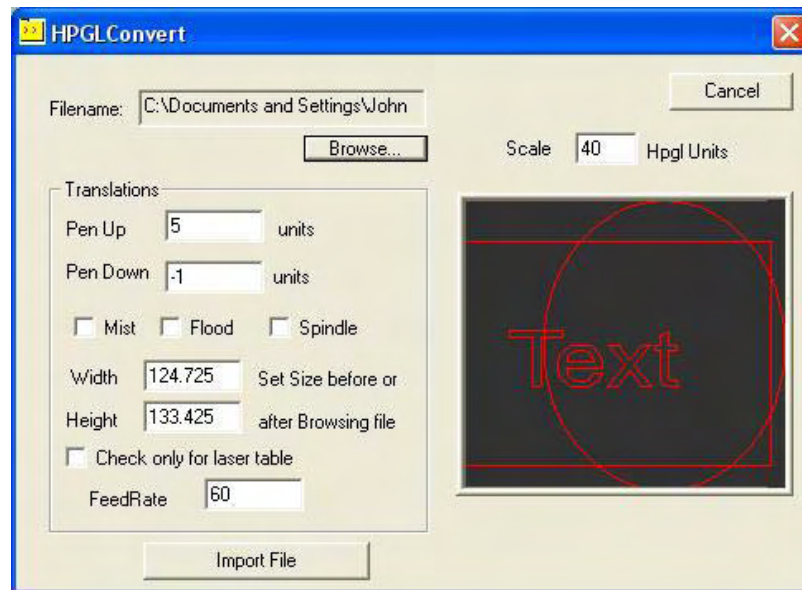 HPGLConvert
Cancel
Filename: C:\Documents and Settings\John
Browse...
Scale 40 Hpgl Units
Translations
Pen Up 5 units
Pen Down -1 units
Mist Flood Spindle
Width 124.725 Set Size before or
Height 133.425 after Browsing file
Check only for laser table
FeedRate 60
Import File
Text